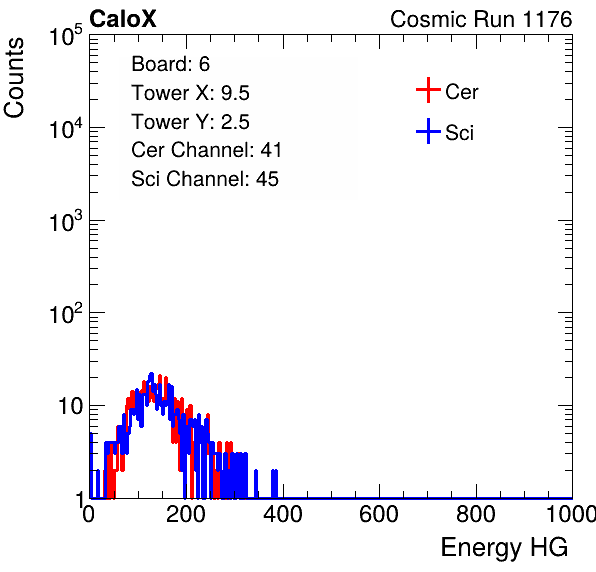 CaloX Cosmic Run 1176
Counts
10^5
10^4
10^3
10^2
10
1
Board: 6
Tower X: 9.5
Tower Y: 2.5
Cer Channel: 41
Sci Channel: 45
Cer
Sci
0 200 400 600 800 1000
Energy HG